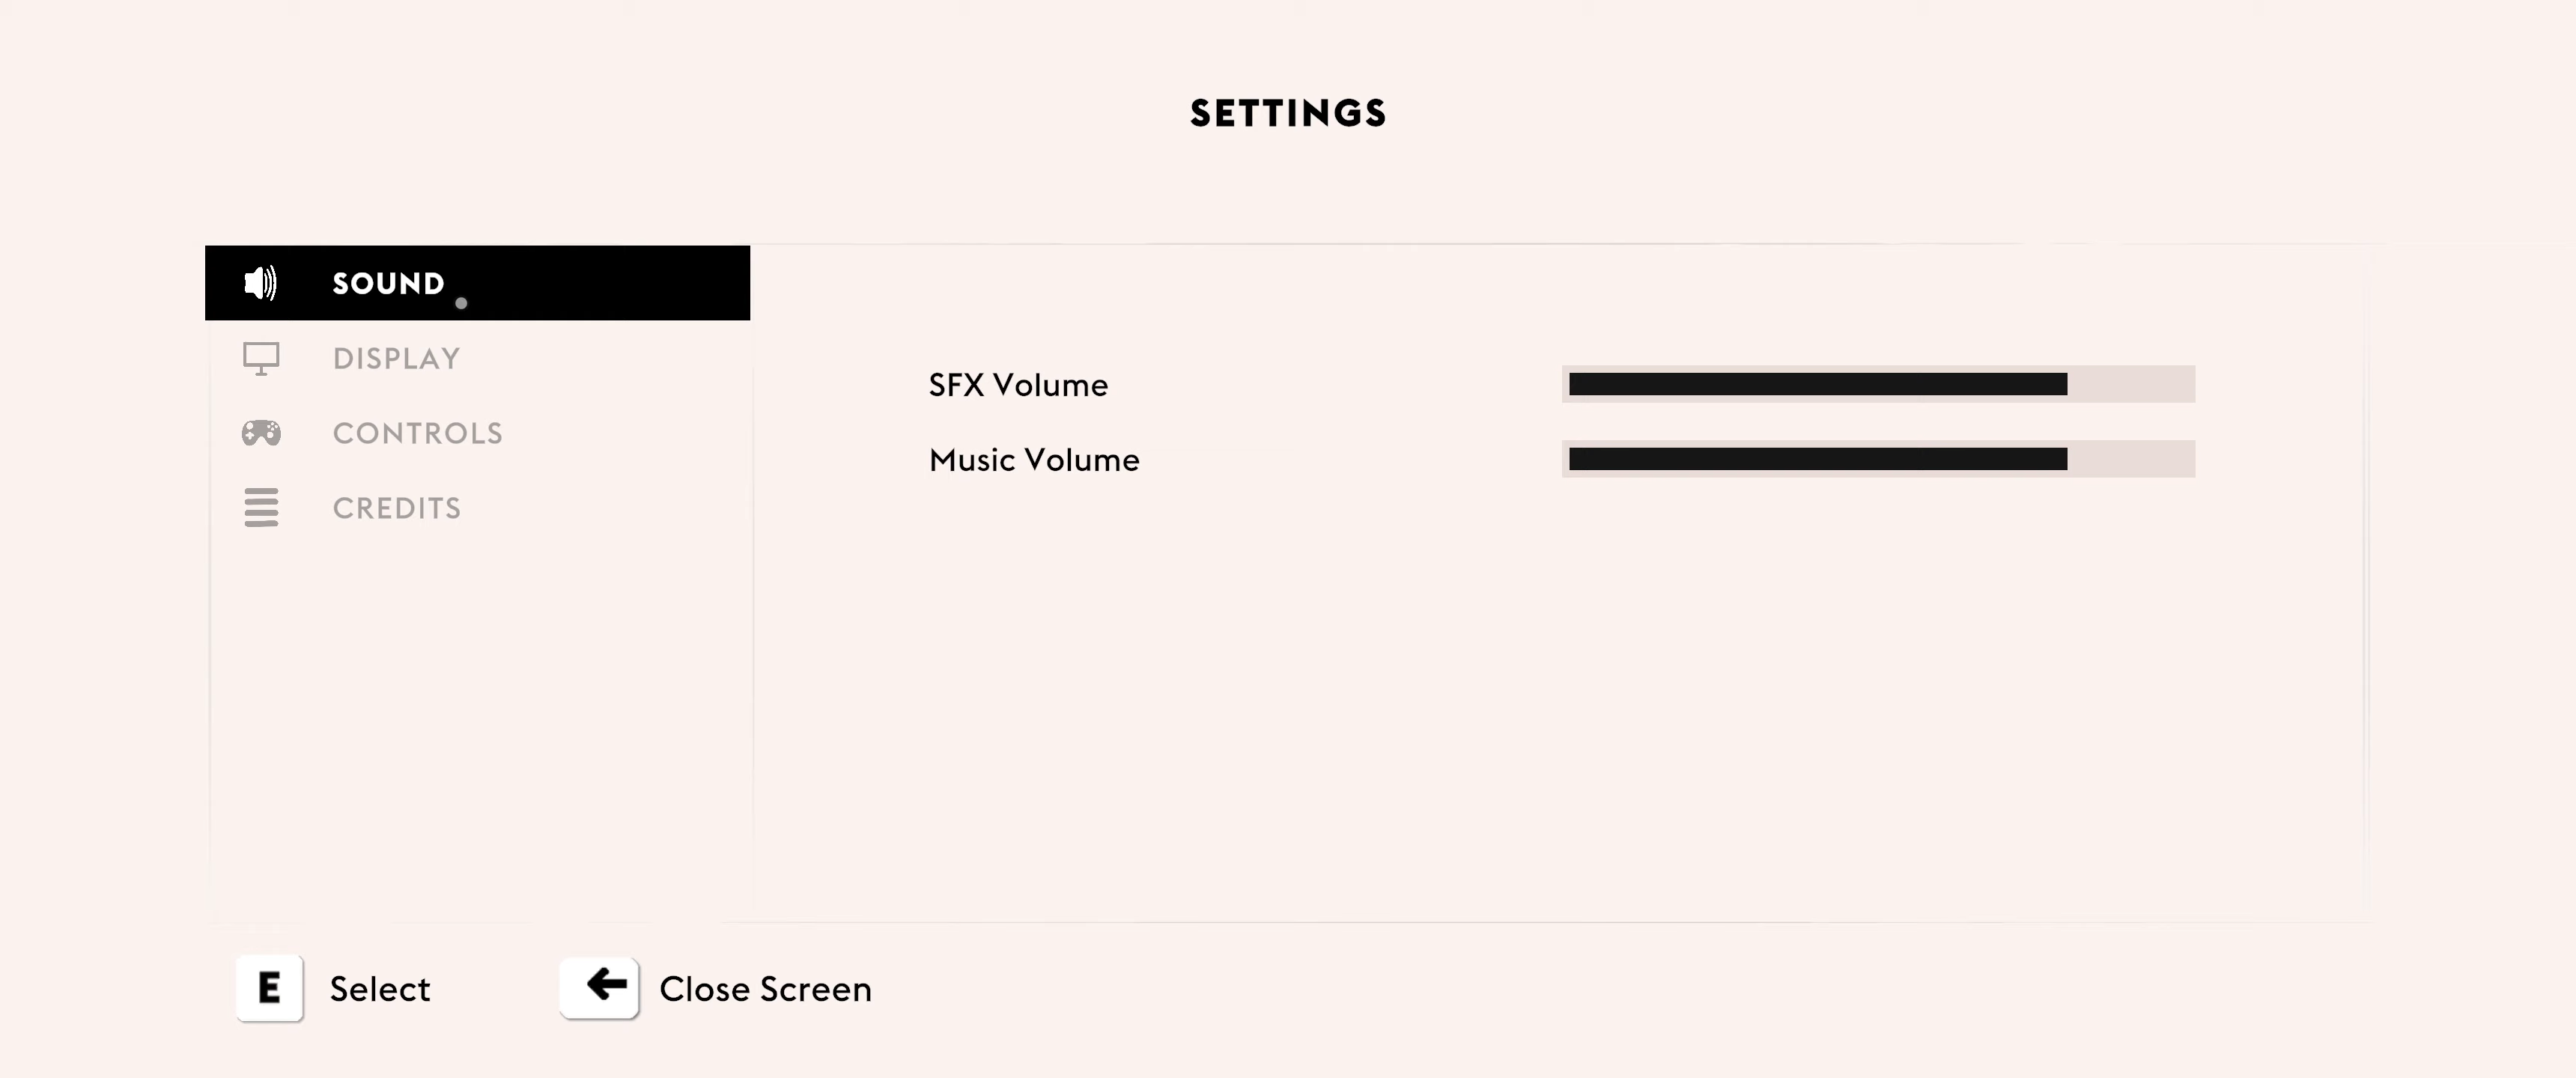 SETTINGS
SOUND
DISPLAY
CONTROLS
CREDITS
SFX Volume
Music Volume
E Select
Close Screen